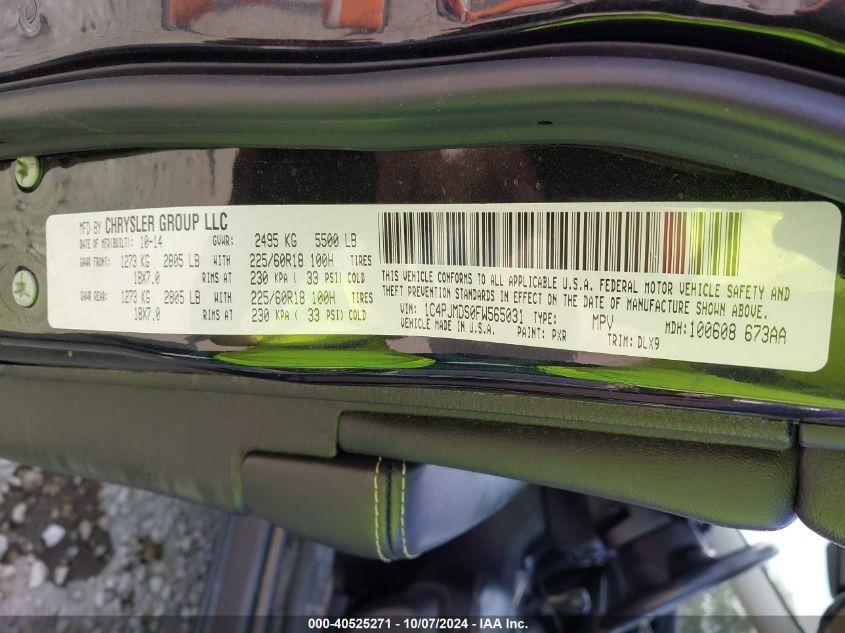 MFD BY CHRYSLER GROUP LLC
DATE OF MFR(BUILT): 10-14 GVWR: 2495 KG 5500 LB
GAWR FRONT: 1273 KG 2805 LB WITH 225/60R18 100H TIRES
18X7.0 RIMS AT 230 KPA ( 33 PSI) COLD
GAWR REAR: 1273 KG 2805 LB WITH 225/60R18 100H TIRES
18X7.0 RIMS AT 230 KPA ( 33 PSI) COLD
THIS VEHICLE CONFORMS TO ALL APPLICABLE U.S.A. FEDERAL MOTOR VEHICLE SAFETY AND
THEFT PREVENTION STANDARDS IN EFFECT ON THE DATE OF MANUFACTURE SHOWN ABOVE.
VIN: 1C4PJMDS0FW565031 TYPE: MPV MDH: 100608 673AA
VEHICLE MADE IN U.S.A. PAINT: PXR TRIM: DLX9
000-40525271 - 10/07/2024 - IAA Inc.